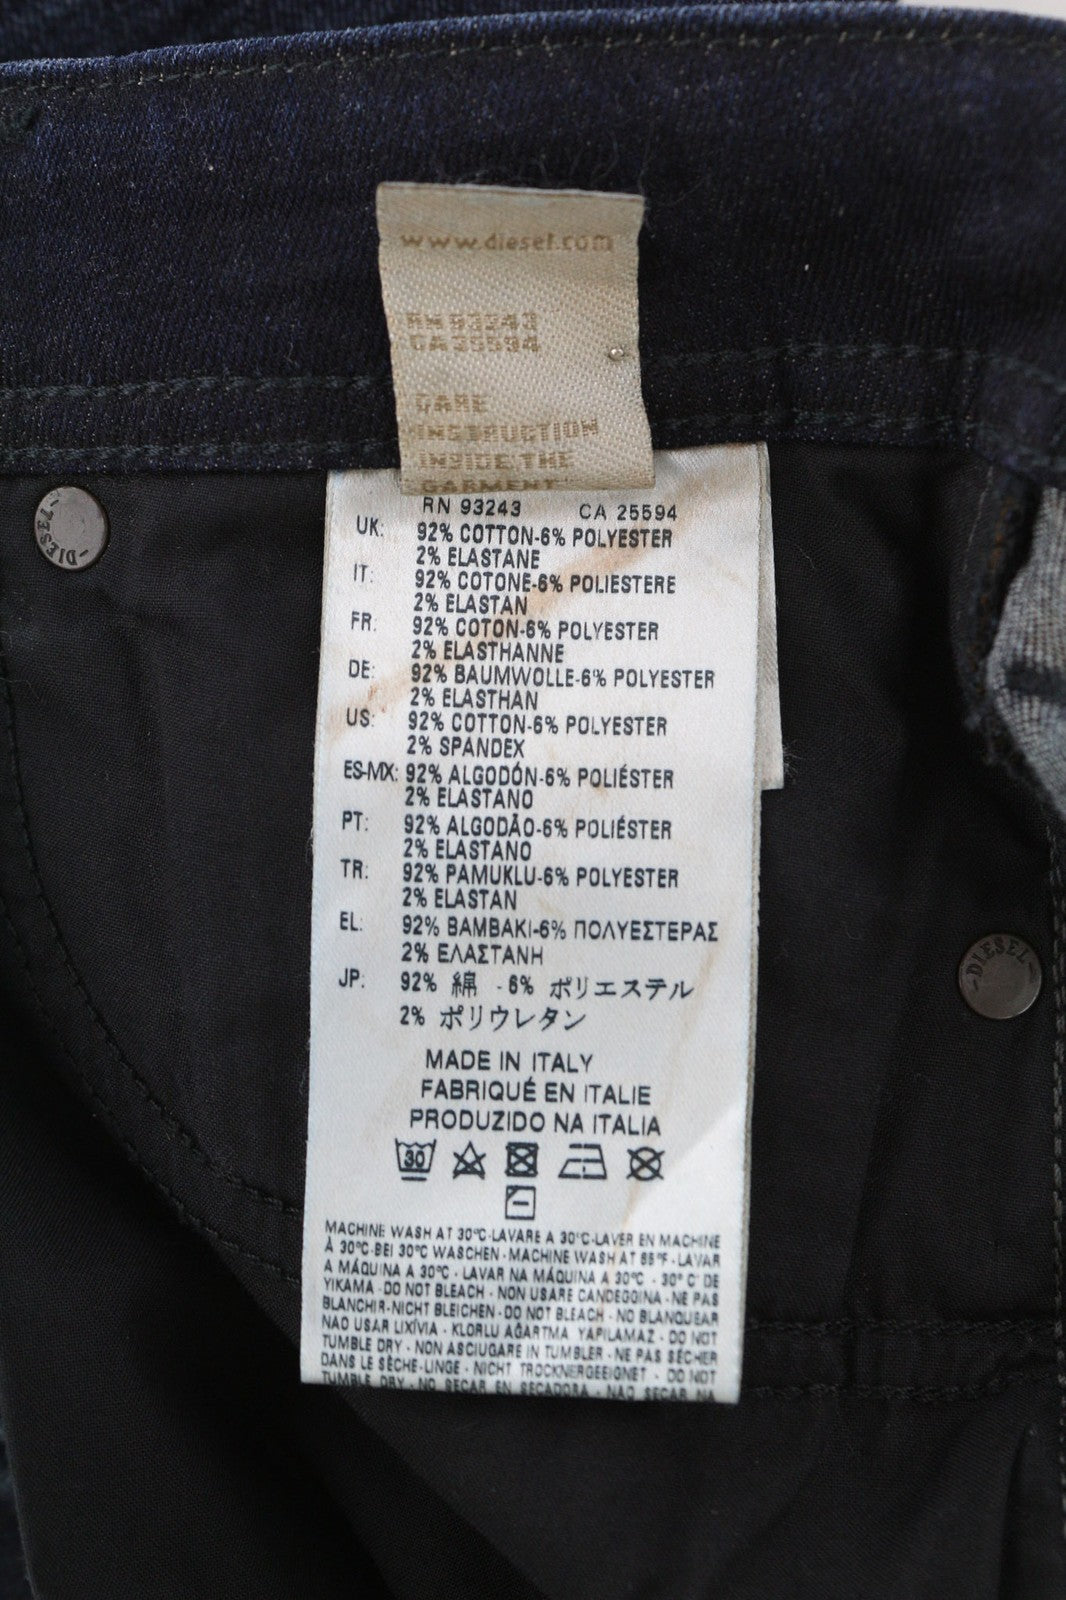 www.diesel.com
RN 93243
CA 25594
CARE
INSTRUCTION
INSIDE THE
GARMENT
RN 93243 CA 25594
UK: 92% COTTON-6% POLYESTER
2% ELASTANE
IT: 92% COTONE-6% POLIESTERE
2% ELASTAN
FR: 92% COTON-6% POLYESTER
2% ELASTHANNE
DE: 92% BAUMWOLLE-6% POLYESTER
2% ELASTHAN
US: 92% COTTON-6% POLYESTER
2% SPANDEX
ES-MX: 92% ALGODÓN-6% POLIÉSTER
2% ELASTANO
PT: 92% ALGODÃO-6% POLIÉSTER
2% ELASTANO
TR: 92% PAMUKLU-6% POLYESTER
2% ELASTAN
EL: 92% ΒΑΜΒΑΚΙ-6% ΠΟΛΥΕΣΤΕΡΑΣ
2% ΕΛΑΣΤΑΝΗ
JP: 92% 綿 -6% ポリエステル
2% ポリウレタン
MADE IN ITALY
FABRIQUÉ EN ITALIE
PRODUZIDO NA ITALIA
30
MACHINE WASH AT 30°C-LAVARE A 30°C-LAVER EN MACHINE
À 30°C-BEI 30°C WASCHEN - MACHINE WASH AT 85°F - LAVAR
A MÁQUINA A 30°C - LAVAR NA MÁQUINA A 30°C - 30° C' DE
YIKAMA - DO NOT BLEACH - NON USARE CANDEGGINA - NE PAS
BLANCHIR-NICHT BLEICHEN - DO NOT BLEACH - NO BLANQUEAR
NAO USAR LIXÍVIA - KLORLU AĞARTMA YAPILAMAZ - DO NOT
TUMBLE DRY - NON ASCIUGARE IN TUMBLER - NE PAS SÉCHER
DANS LE SÈCHE-LINGE - NICHT TROCKNERGEEIGNET - DO NOT
TUMBLE DRY - NO SECAR EN SECADORA - NÃO SECAR NA
DIESEL
DIESEL